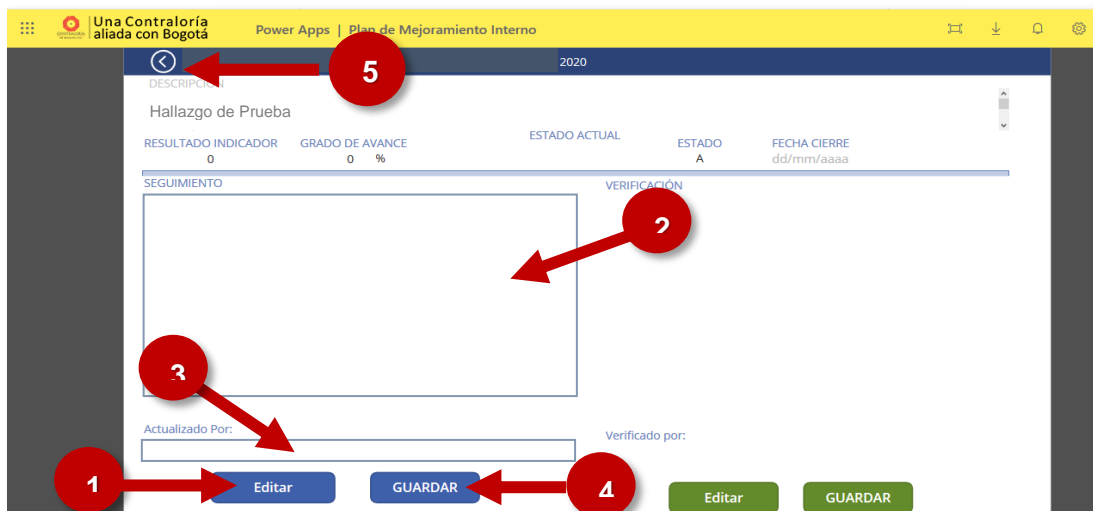 Una Contraloría
aliada con Bogotá
Power Apps | Plan de Mejoramiento Interno
2020
5
DESCRIPCIÓN
Hallazgo de Prueba
RESULTADO INDICADOR GRADO DE AVANCE ESTADO ACTUAL ESTADO FECHA CIERRE
0 0 % A dd/mm/aaaa
SEGUIMIENTO VERIFICACIÓN
2
3
Actualizado Por: Verificado por:
1 Editar GUARDAR 4 Editar GUARDAR